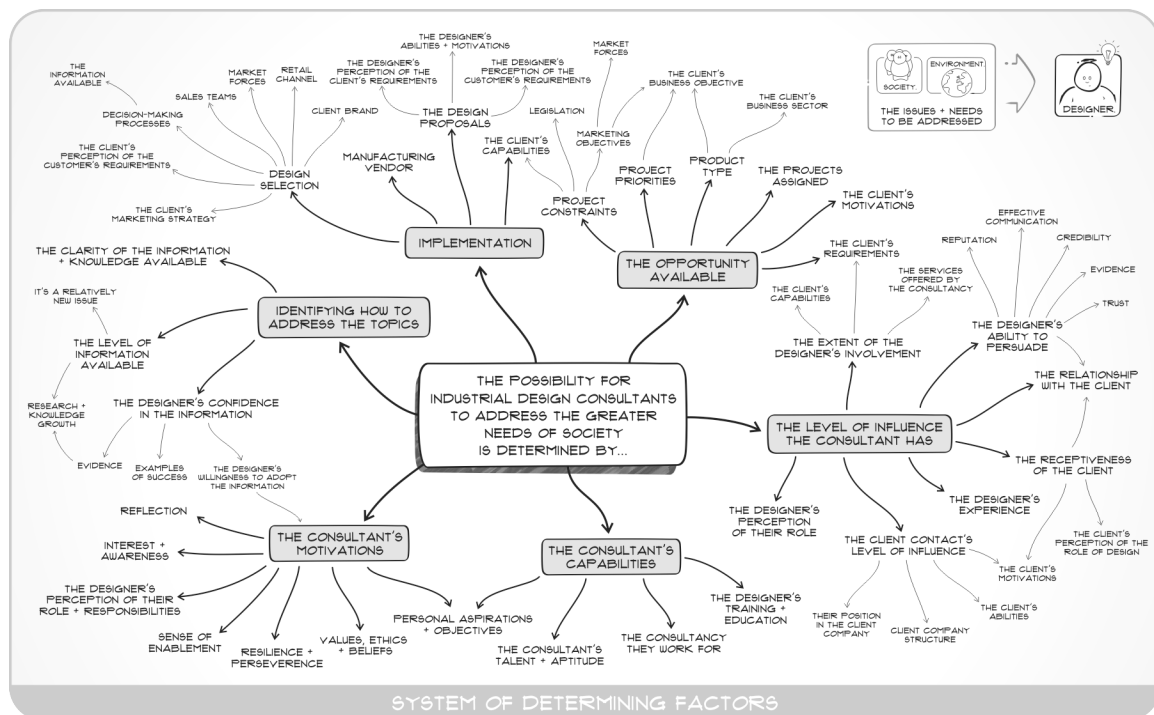 THE DESIGNER'S
ABILITIES + MOTIVATIONS
MARKET
FORCES
THE
INFORMATION
AVAILABLE
MARKET
FORCES
RETAIL
CHANNEL
THE DESIGNER'S
PERCEPTION OF THE
CLIENT'S REQUIREMENTS
THE DESIGNER'S
PERCEPTION OF THE
CUSTOMER'S REQUIREMENTS
THE CLIENT'S
BUSINESS OBJECTIVE
SALES TEAMS
CLIENT BRAND
THE DESIGN
PROPOSALS
LEGISLATION
THE CLIENT'S
BUSINESS SECTOR
DECISION-MAKING
PROCESSES
MARKETING
OBJECTIVES
THE CLIENT'S
PERCEPTION OF THE
CUSTOMER'S REQUIREMENTS
MANUFACTURING
VENDOR
THE CLIENT'S
CAPABILITIES
DESIGN
SELECTION
PROJECT
PRIORITIES
PRODUCT
TYPE
THE PROJECTS
ASSIGNED
PROJECT
CONSTRAINTS
THE CLIENT'S
MOTIVATIONS
THE CLIENT'S
MARKETING STRATEGY
SOCIETY.
ENVIRONMENT.
THE ISSUES + NEEDS
TO BE ADDRESSED
DESIGNER.
IMPLEMENTATION
THE OPPORTUNITY
AVAILABLE
THE CLARITY OF THE INFORMATION
+ KNOWLEDGE AVAILABLE
IT'S A RELATIVELY
NEW ISSUE
IDENTIFYING HOW TO
ADDRESS THE TOPICS
THE LEVEL OF
INFORMATION
AVAILABLE
RESEARCH +
KNOWLEDGE
GROWTH
THE DESIGNER'S CONFIDENCE
IN THE INFORMATION
EVIDENCE
EXAMPLES
OF SUCCESS
THE DESIGNER'S
WILLINGNESS TO ADOPT
THE INFORMATION
THE CLIENT'S
REQUIREMENTS
THE CLIENT'S
CAPABILITIES
THE SERVICES
OFFERED BY
THE CONSULTANCY
THE EXTENT OF THE
DESIGNER'S INVOLVEMENT
EFFECTIVE
COMMUNICATION
REPUTATION
CREDIBILITY
EVIDENCE
TRUST
THE DESIGNER'S
ABILITY TO
PERSUADE
THE RELATIONSHIP
WITH THE CLIENT
THE POSSIBILITY FOR
INDUSTRIAL DESIGN CONSULTANTS
TO ADDRESS THE GREATER
NEEDS OF SOCIETY
IS DETERMINED BY...
THE LEVEL OF INFLUENCE
THE CONSULTANT HAS
THE RECEPTIVENESS
OF THE CLIENT
THE DESIGNER'S
EXPERIENCE
THE DESIGNER'S
PERCEPTION
OF THEIR ROLE
THE CLIENT CONTACT'S
LEVEL OF INFLUENCE
THE CLIENT'S
PERCEPTION OF THE
ROLE OF DESIGN
THE CLIENT'S
MOTIVATIONS
THE CLIENT'S
ABILITIES
THEIR POSITION
IN THE CLIENT
COMPANY
CLIENT COMPANY
STRUCTURE
REFLECTION
THE CONSULTANT'S
MOTIVATIONS
INTEREST +
AWARENESS
THE DESIGNER'S
PERCEPTION OF THEIR
ROLE + RESPONSIBILITIES
SENSE OF
ENABLEMENT
RESILIENCE +
PERSEVERENCE
VALUES, ETHICS
+ BELIEFS
PERSONAL ASPIRATIONS
+ OBJECTIVES
THE CONSULTANT'S
CAPABILITIES
THE CONSULTANT'S
TALENT + APTITUDE
THE CONSULTANCY
THEY WORK FOR
THE DESIGNER'S
TRAINING +
EDUCATION
SYSTEM OF DETERMINING FACTORS